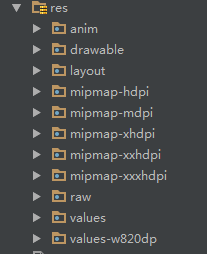 res
anim
drawable
layout
mipmap-hdpi
mipmap-mdpi
mipmap-xhdpi
mipmap-xxhdpi
mipmap-xxxhdpi
raw
values
values-w820dp